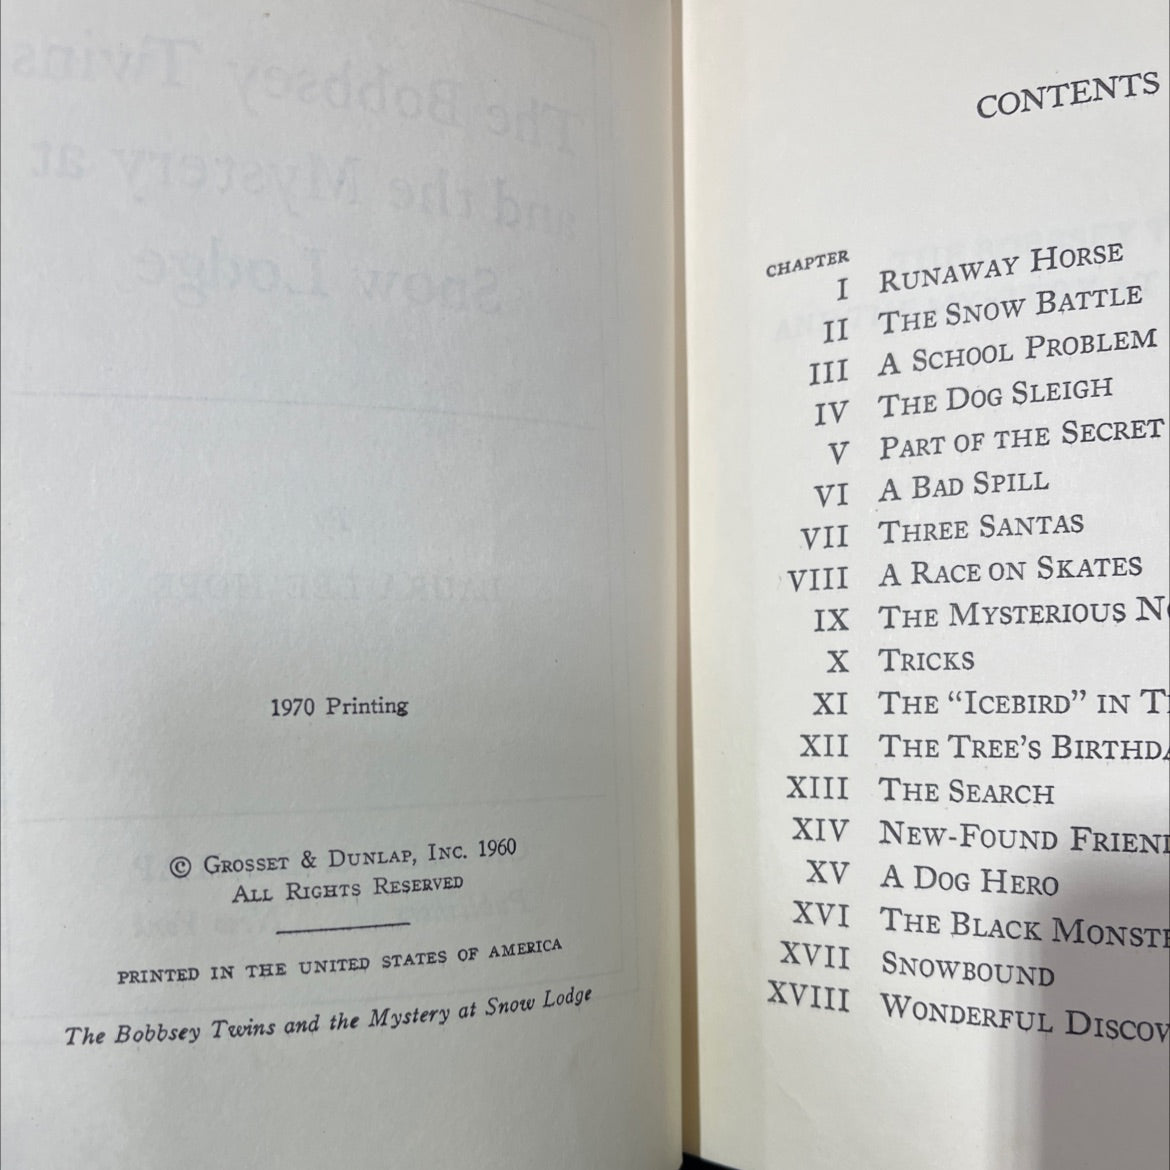 1970 Printing
© GROSSET & DUNLAP, INC. 1960
ALL RIGHTS RESERVED
PRINTED IN THE UNITED STATES OF AMERICA
The Bobbsey Twins and the Mystery at Snow Lodge
CONTENTS
CHAPTER
I RUNAWAY HORSE
II THE SNOW BATTLE
III A SCHOOL PROBLEM
IV THE DOG SLEIGH
V PART OF THE SECRET
VI A BAD SPILL
VII THREE SANTAS
VIII A RACE ON SKATES
IX THE MYSTERIOUS
X TRICKS
XI THE "ICEBIRD" IN
XII THE TREE'S
XIII THE SEARCH
XIV NEW-FOUND
XV A DOG HERO
XVI THE BLACK
XVII SNOWBOUND
XVIII WONDERFUL